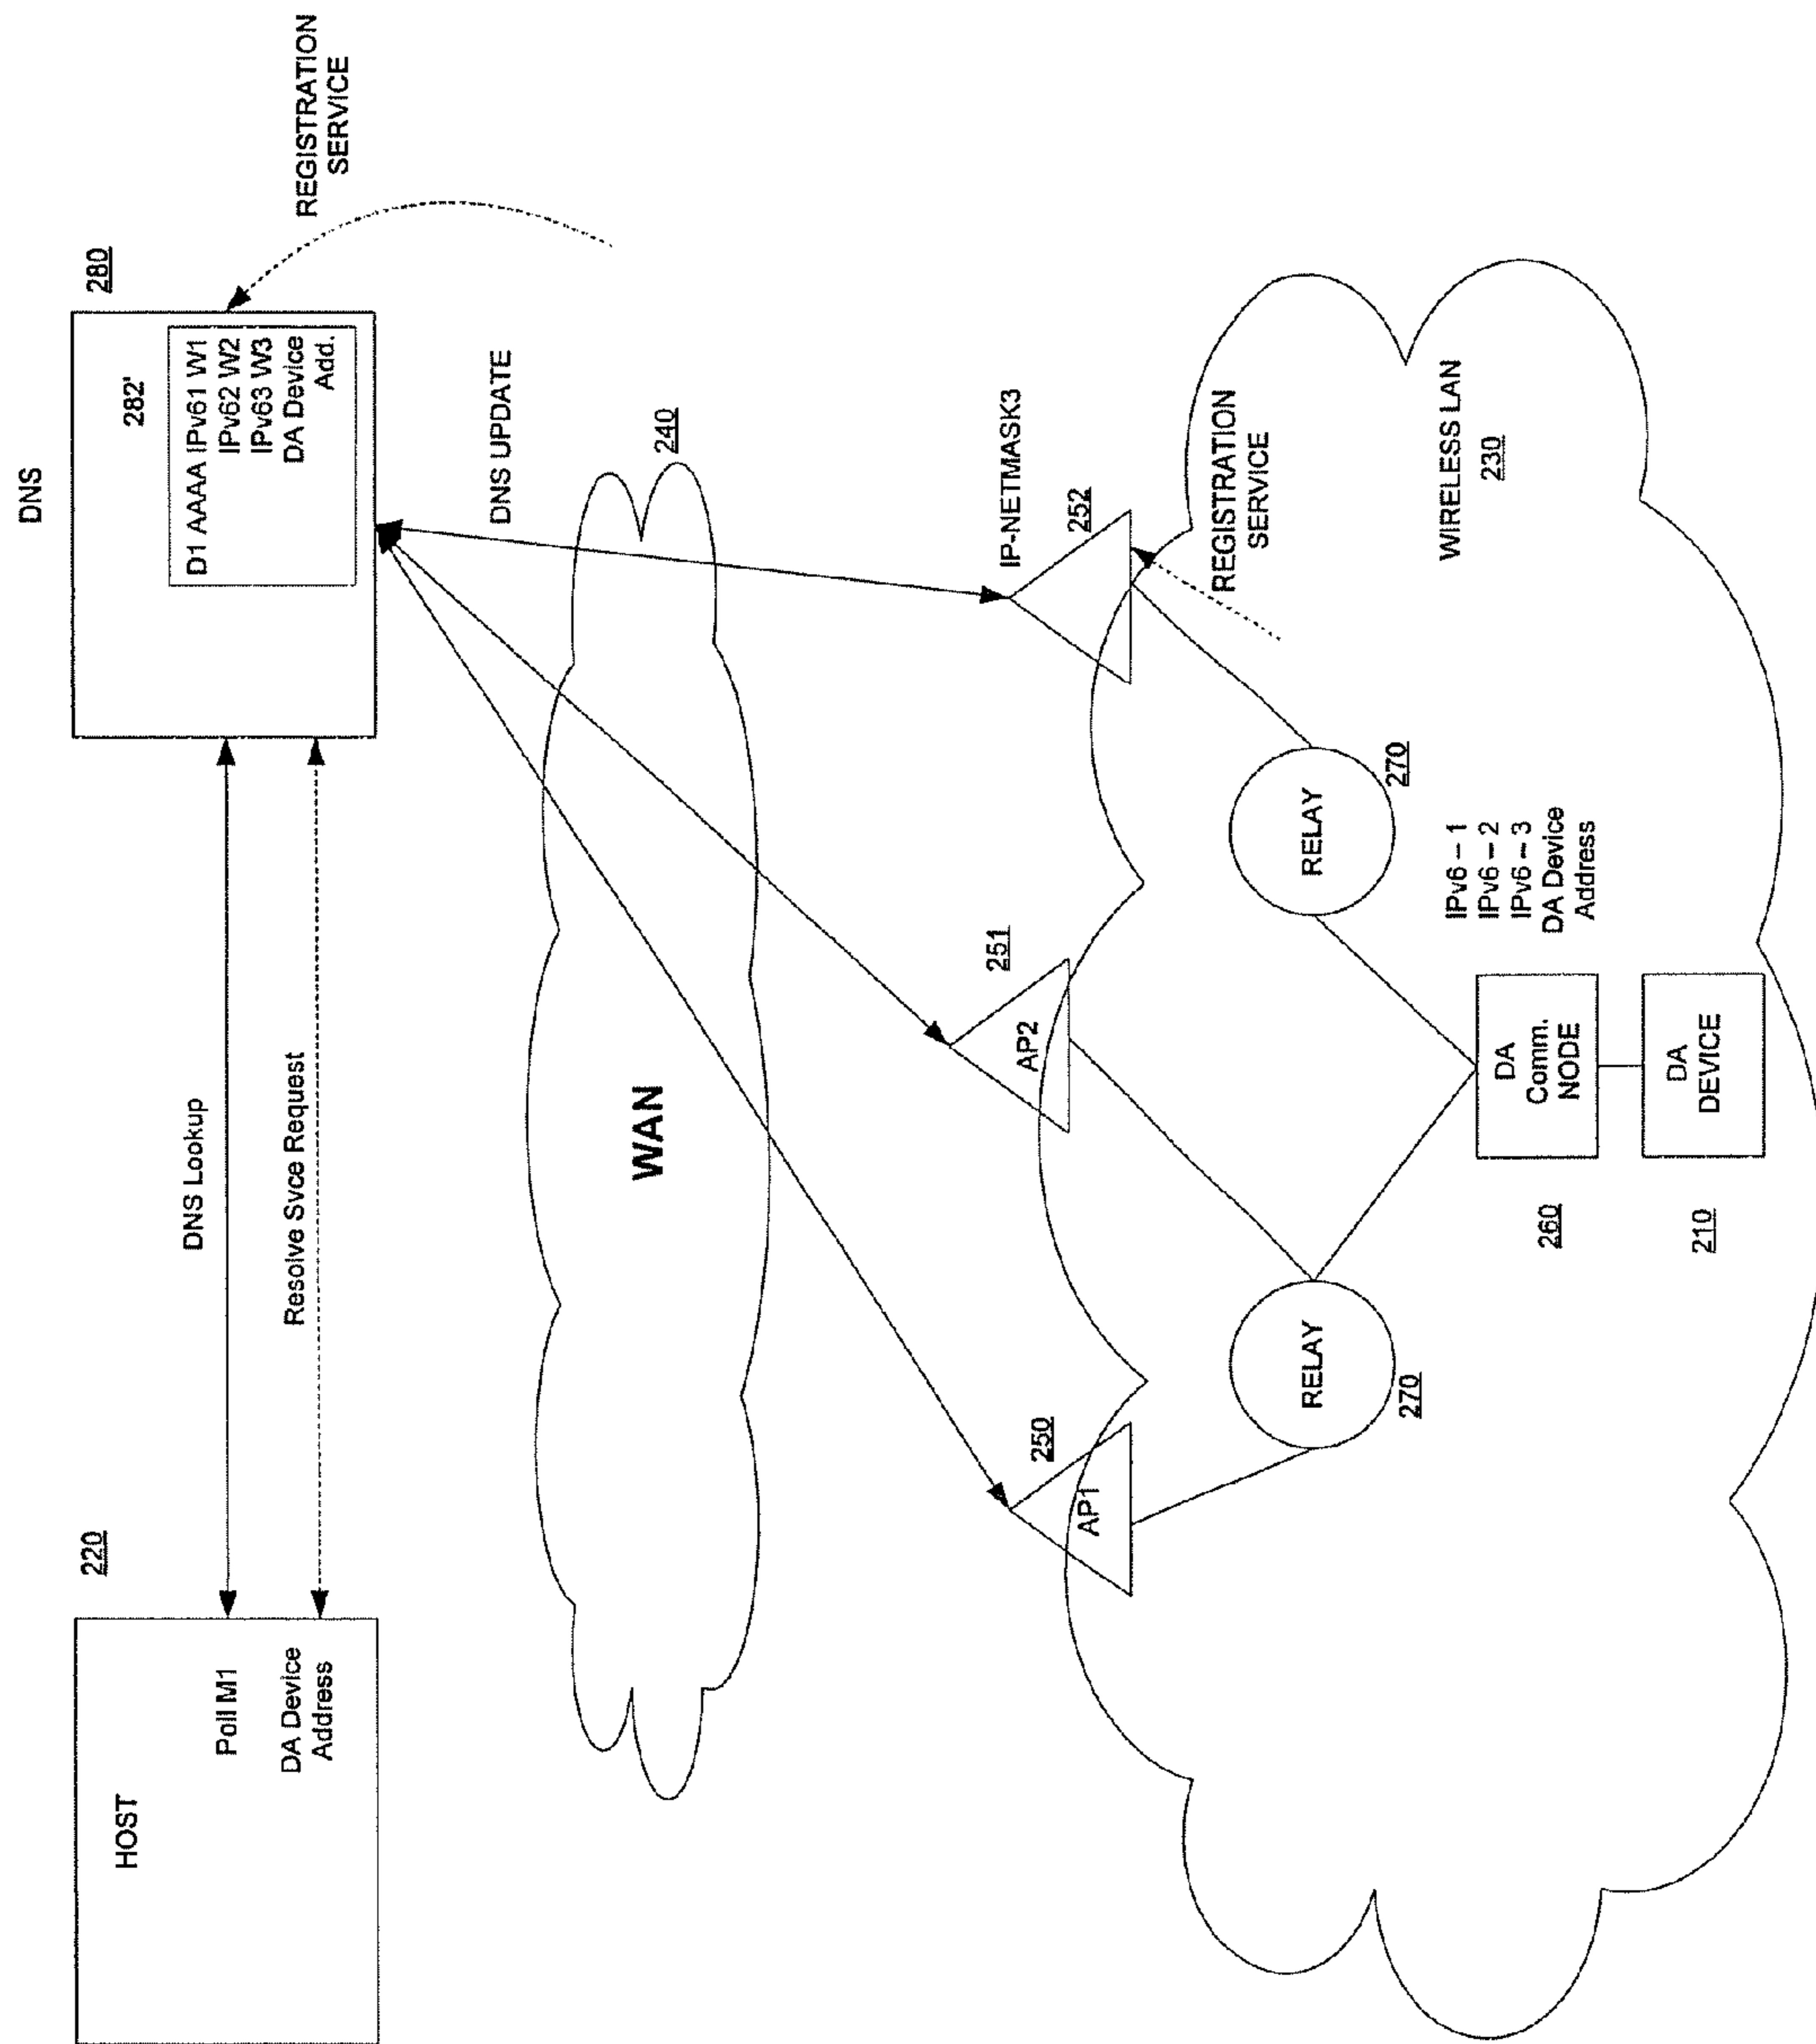 DNS
HOST
220
Poll M1
DA Device
Address
DNS Lookup
Resolve Svce Request
280
282'
D1 AAAA IPv61 W1
IPv62 W2
IPv63 W3
DA Device
Add.
REGISTRATION
SERVICE
DNS UPDATE
240
WAN
250
AP1
251
AP2
IP-NETMASK3
252
REGISTRATION
SERVICE
RELAY
270
RELAY
270
WIRELESS LAN
230
IPv6 – 1
IPv6 – 2
IPv6 – 3
DA Device
Address
260
DA
Comm.
NODE
210
DA
DEVICE